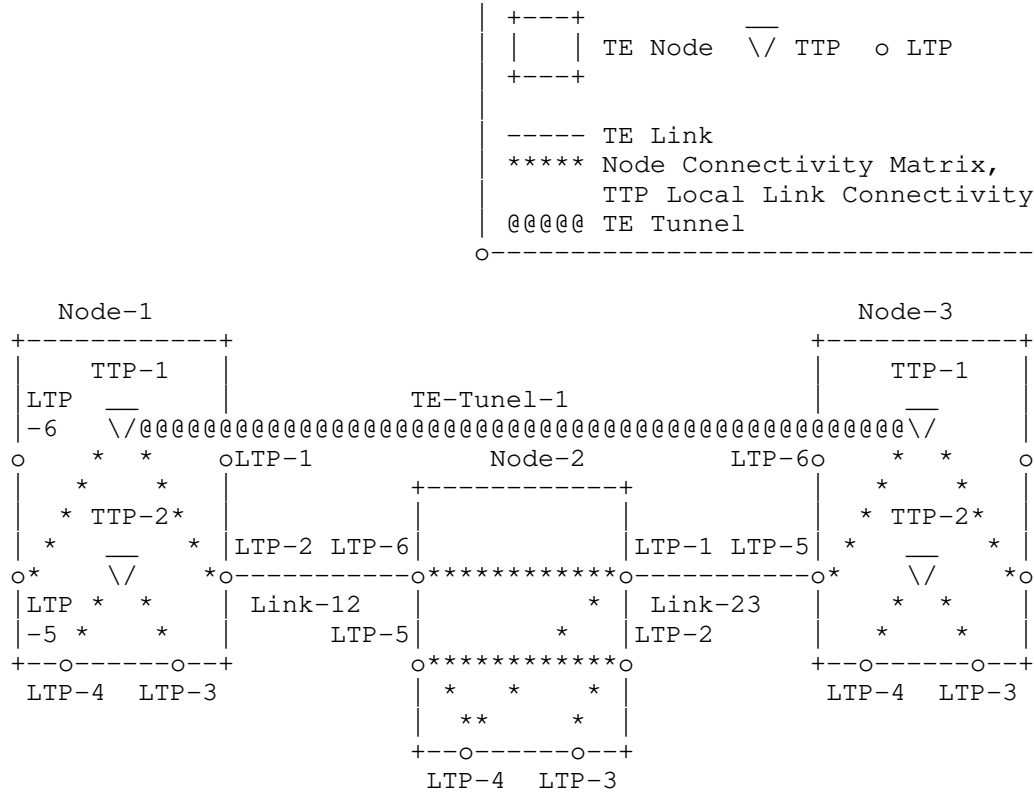 TE Node TTP o LTP
TE Link
Node Connectivity Matrix,
TTP Local Link Connectivity
@@@@@ TE Tunnel
Node-1 Node-3
TTP-1 TTP-1
LTP TE-Tunel-1
-6 \/@@@@@@@@@@@@@@@@@@@@@@@@@@@@@@@@@@@@@@@@@@@@@@@@\/
LTP-1 Node-2 LTP-6
TTP-2 TTP-2
LTP-2 LTP-6 LTP-1 LTP-5
LTP Link-12 Link-23
-5 LTP-5 LTP-2
LTP-4 LTP-3 LTP-4 LTP-3
LTP-4 LTP-3